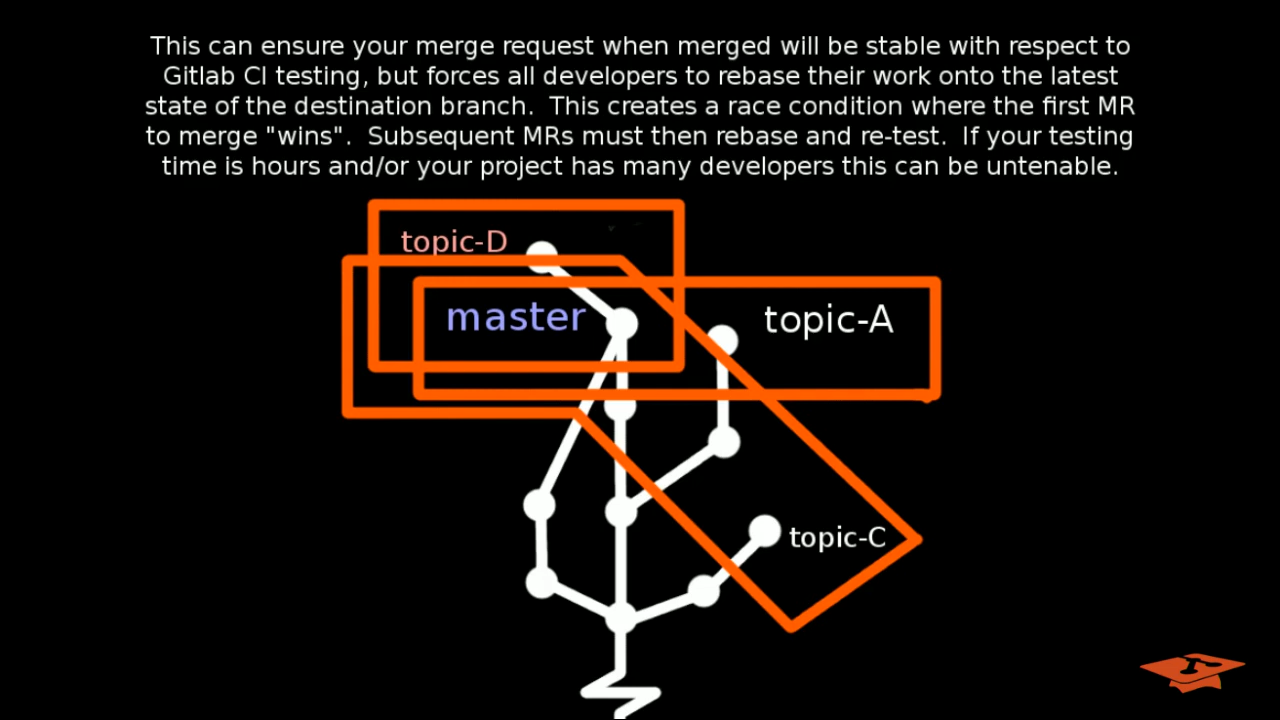 This can ensure your merge request when merged will be stable with respect to
Gitlab CI testing, but forces all developers to rebase their work onto the latest
state of the destination branch.  This creates a race condition where the first MR
to merge "wins".  Subsequent MRs must then rebase and re-test.  If your testing
time is hours and/or your project has many developers this can be untenable.
topic-D
master
topic-A
topic-C